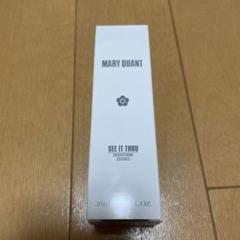 MARY QUANT
SEE IT THRU
BRIGHTENING
ESSENCE